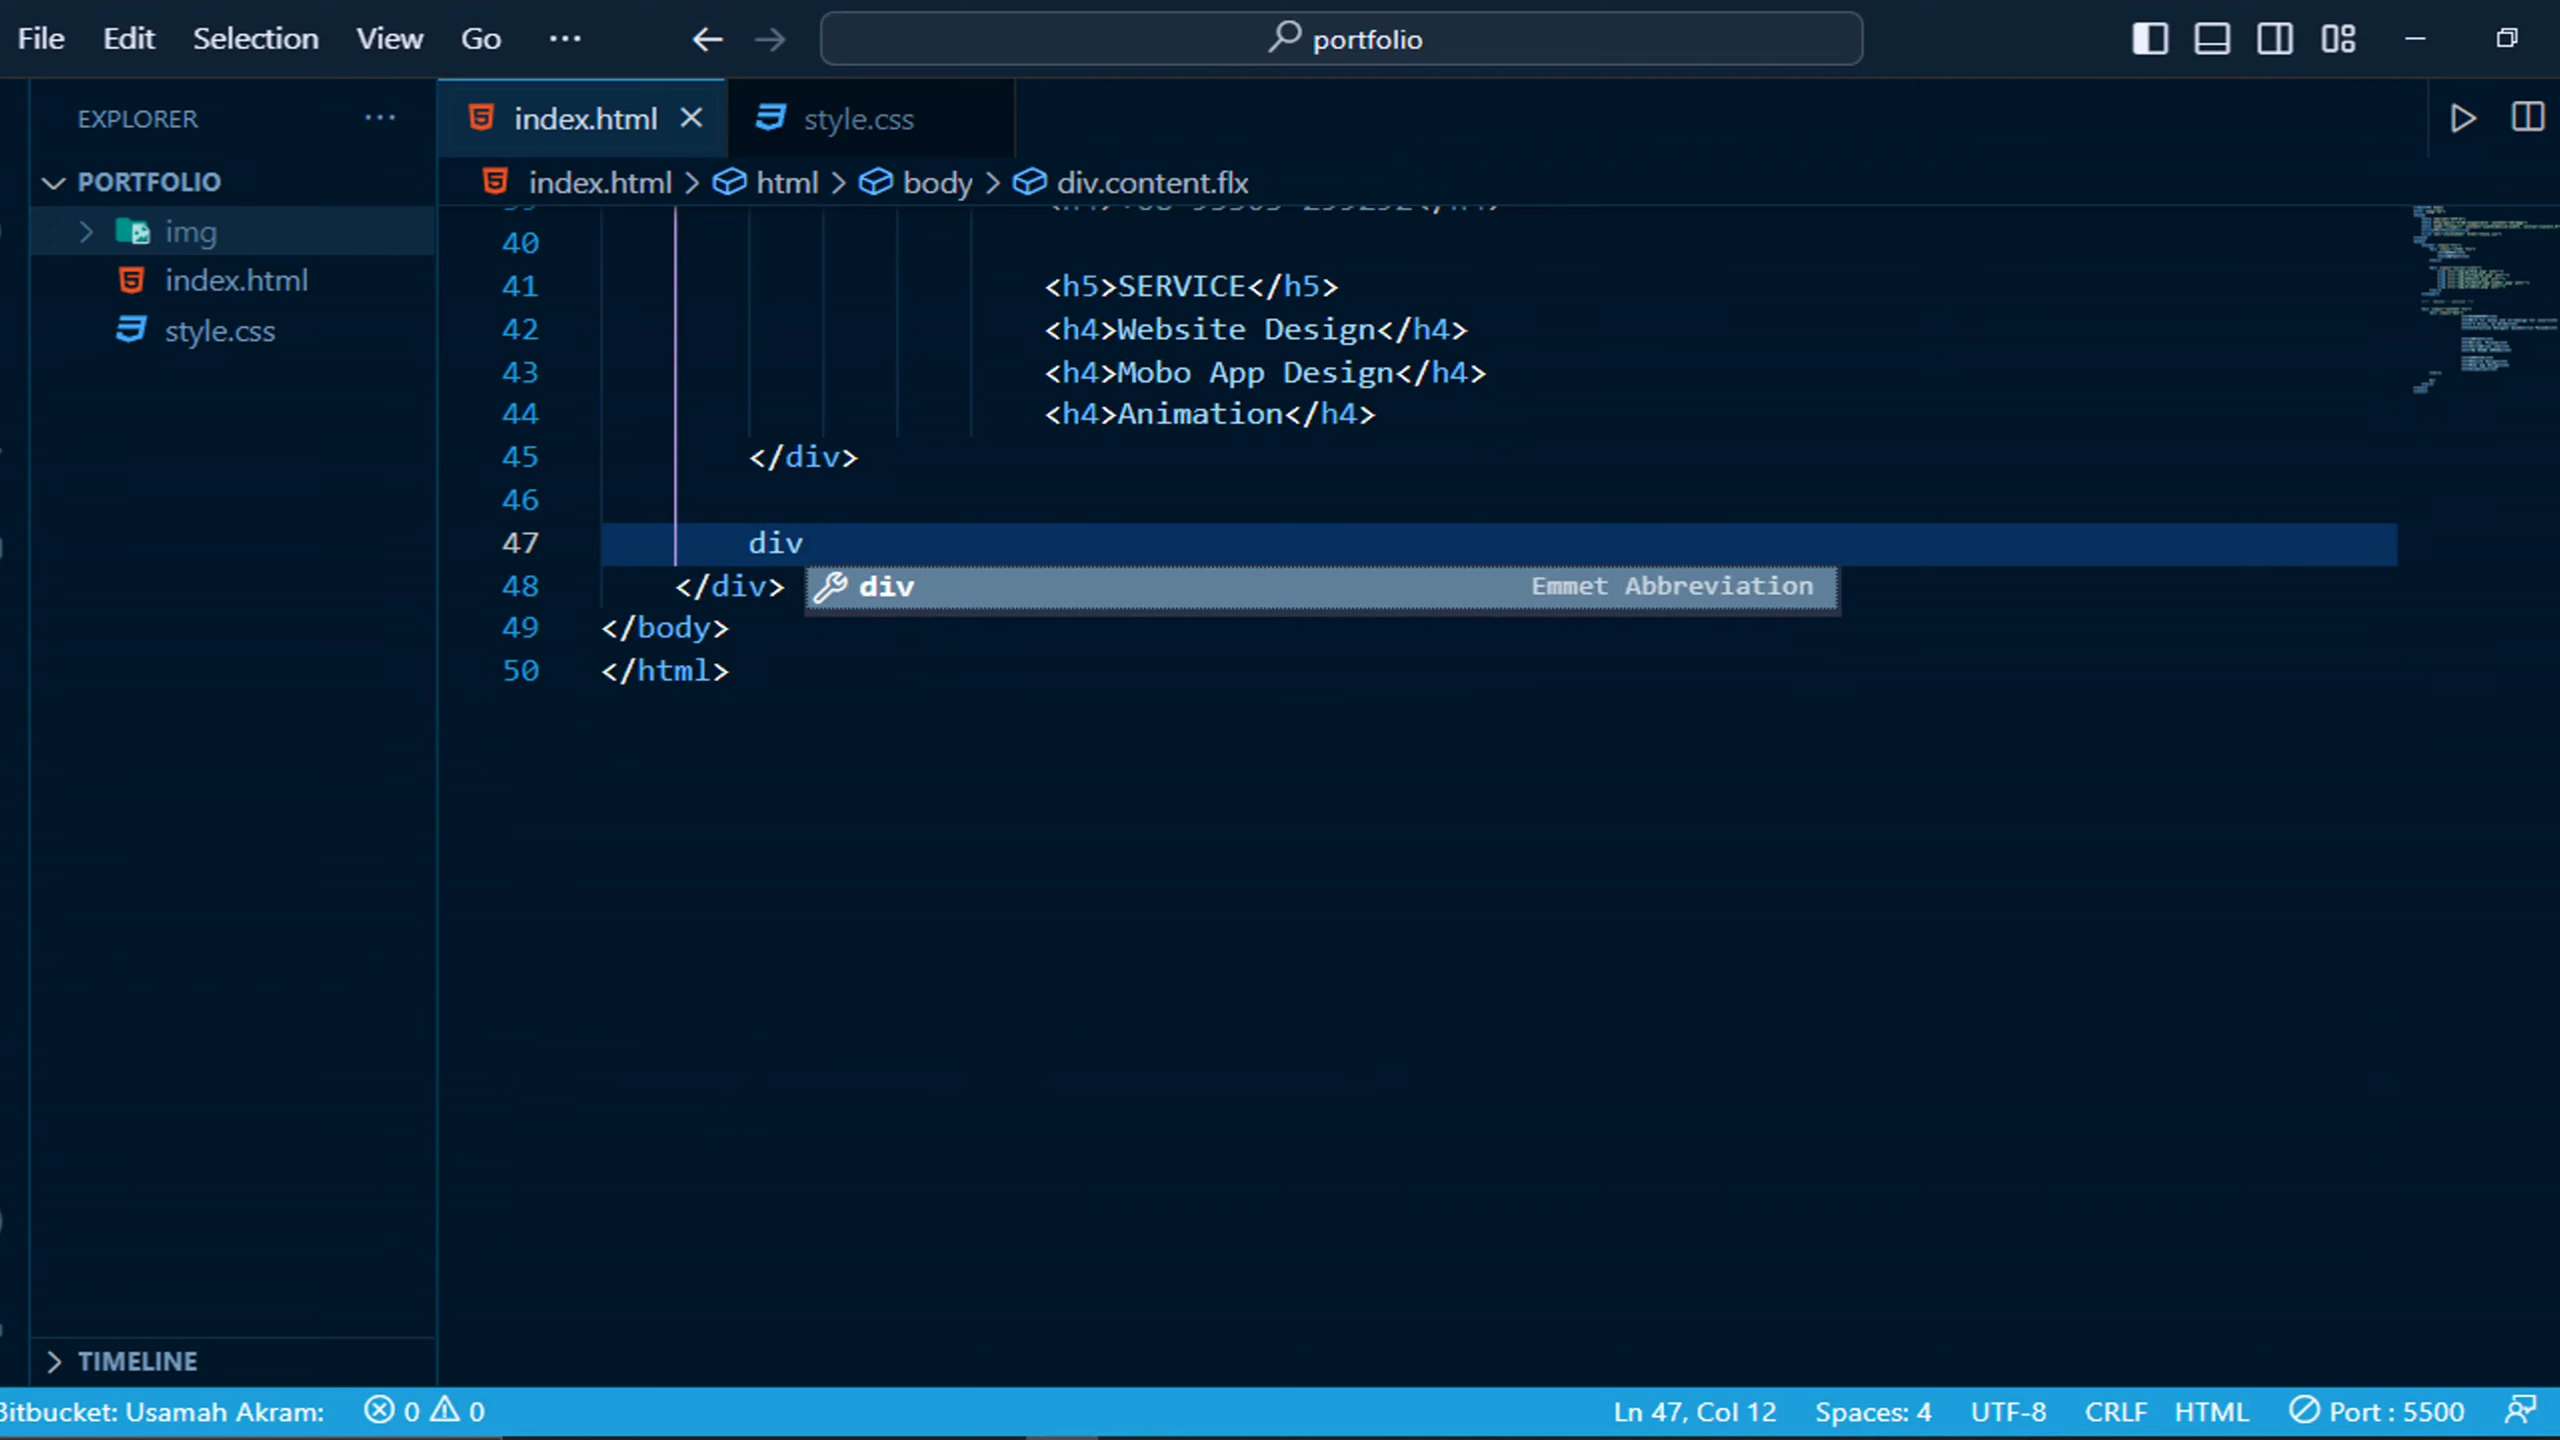 File Edit Selection View Go ··· portfolio
EXPLORER ···
index.html style.css
PORTFOLIO
index.html > html > body > div.content.flx
img
index.html
style.css
40
41 <h5>SERVICE</h5>
42 <h4>Website Design</h4>
43 <h4>Mobo App Design</h4>
44 <h4>Animation</h4>
45 </div>
46
47 div
48 </div>
div Emmet Abbreviation
49 </body>
50 </html>
TIMELINE
Bitbucket: Usamah Akram: 0 0 Ln 47, Col 12 Spaces: 4 UTF-8 CRLF HTML Port : 5500